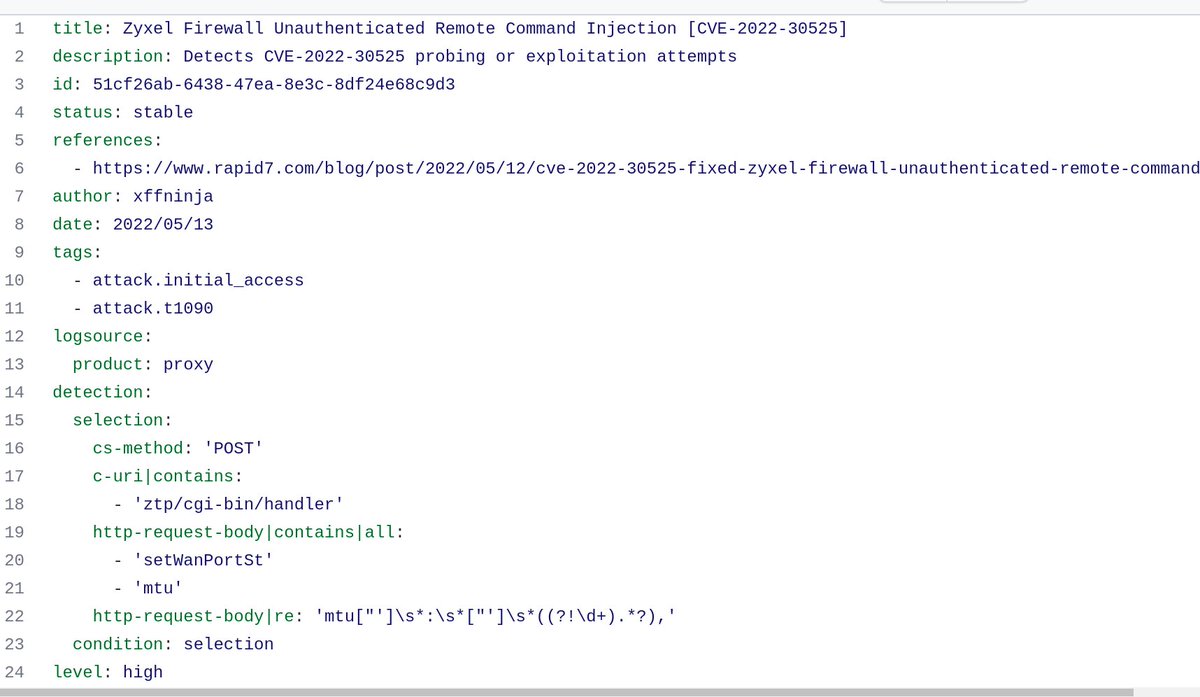 1 title: Zyxel Firewall Unauthenticated Remote Command Injection [CVE-2022-30525]
2 description: Detects CVE-2022-30525 probing or exploitation attempts
3 id: 51cf26ab-6438-47ea-8e3c-8df24e68c9d3
4 status: stable
5 references:
6   - https://www.rapid7.com/blog/post/2022/05/12/cve-2022-30525-fixed-zyxel-firewall-unauthenticated-remote-command
7 author: xffninja
8 date: 2022/05/13
9 tags:
10   - attack.initial_access
11   - attack.t1090
12 logsource:
13   product: proxy
14 detection:
15   selection:
16     cs-method: 'POST'
17     c-uri|contains:
18       - 'ztp/cgi-bin/handler'
19     http-request-body|contains|all:
20       - 'setWanPortSt'
21       - 'mtu'
22     http-request-body|re: 'mtu["']\s*:\s*["']\s*((?!\d+).*?),'
23   condition: selection
24 level: high